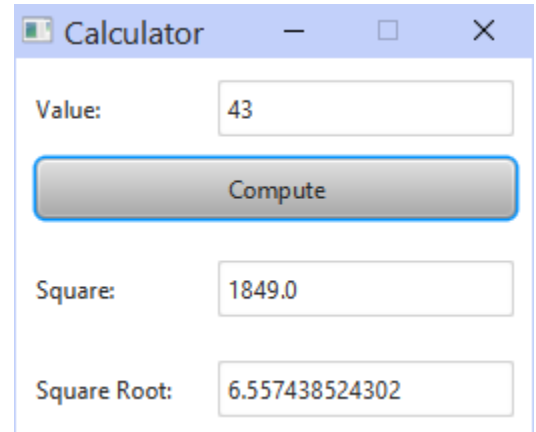 Calculator
Value: 43
Compute
Square: 1849.0
Square Root: 6.557438524302